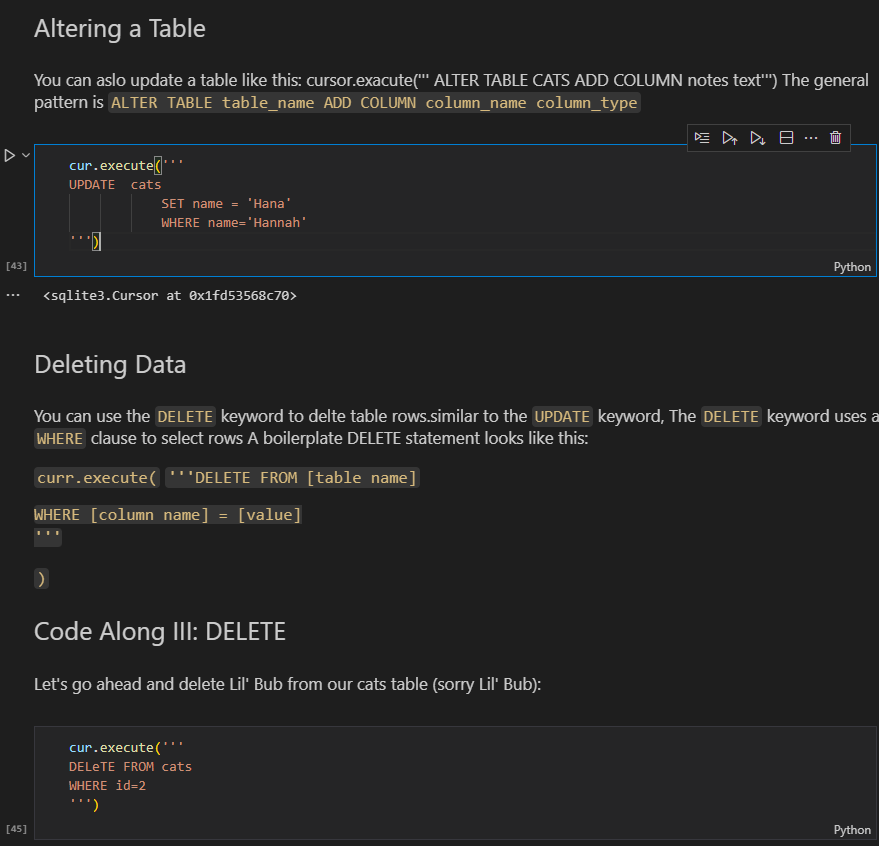 Altering a Table
You can aslo update a table like this: cursor.exacute(''' ALTER TABLE CATS ADD COLUMN notes text''') The general
pattern is ALTER TABLE table_name ADD COLUMN column_name column_type
cur.execute('''
UPDATE  cats
            SET name = 'Hana'
            WHERE name='Hannah'
''')
[43]
Python
... <sqlite3.Cursor at 0x1fd53568c70>
Deleting Data
You can use the DELETE keyword to delte table rows.similar to the UPDATE keyword, The DELETE keyword uses a
WHERE clause to select rows A boilerplate DELETE statement looks like this:
curr.execute( '''DELETE FROM [table name]
WHERE [column name] = [value]
'''
)
Code Along III: DELETE
Let's go ahead and delete Lil' Bub from our cats table (sorry Lil' Bub):
cur.execute('''
DELeTE FROM cats
WHERE id=2
''')
[45]
Python